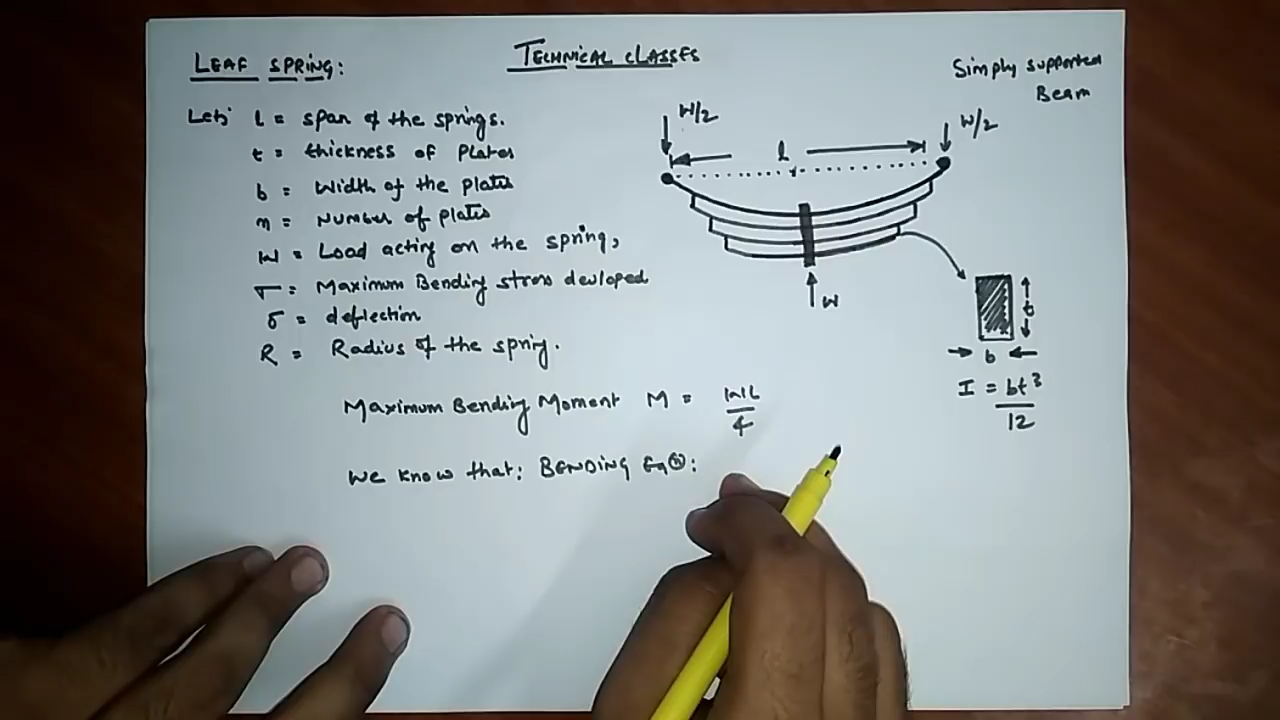 LEAF SPRING:
TECHNICAL CLASSES
Simply supported
Beam
Let; l = span of the springs.
t = thickness of Plates
b = Width of the plates
n = Number of plates
W = Load acting on the spring,
σ = Maximum Bending stress devloped
δ = deflection
R = Radius of the spring.
W/2
W/2
l
W
t
b
I = bt³/12
Maximum Bending Moment M = Wl/4
We know that: BENDING Eqⁿ: